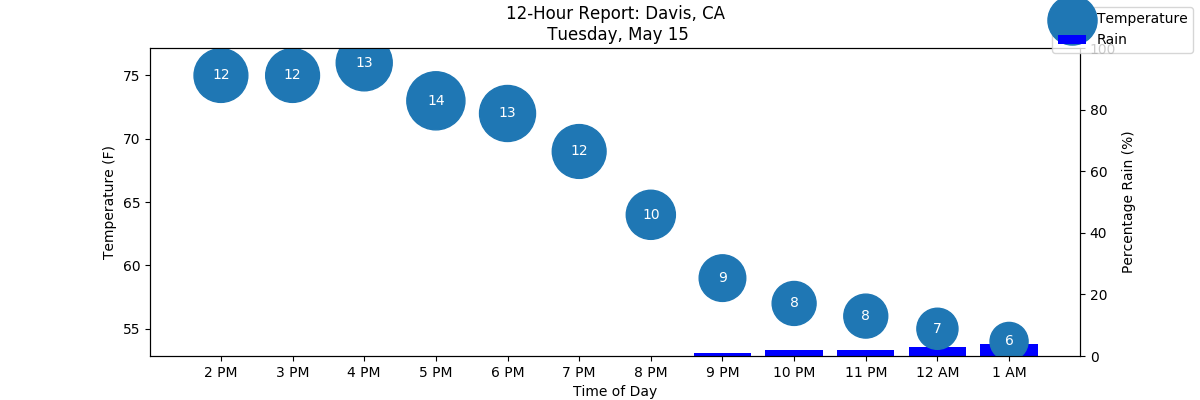 12-Hour Report: Davis, CA
Tuesday, May 15
Temperature
Rain
Temperature (F)
75
70
65
60
55
12
12
13
14
13
12
10
9
8
8
7
6
100
80
60
40
20
0
Percentage Rain (%)
2 PM 3 PM 4 PM 5 PM 6 PM 7 PM 8 PM 9 PM 10 PM 11 PM 12 AM 1 AM
Time of Day